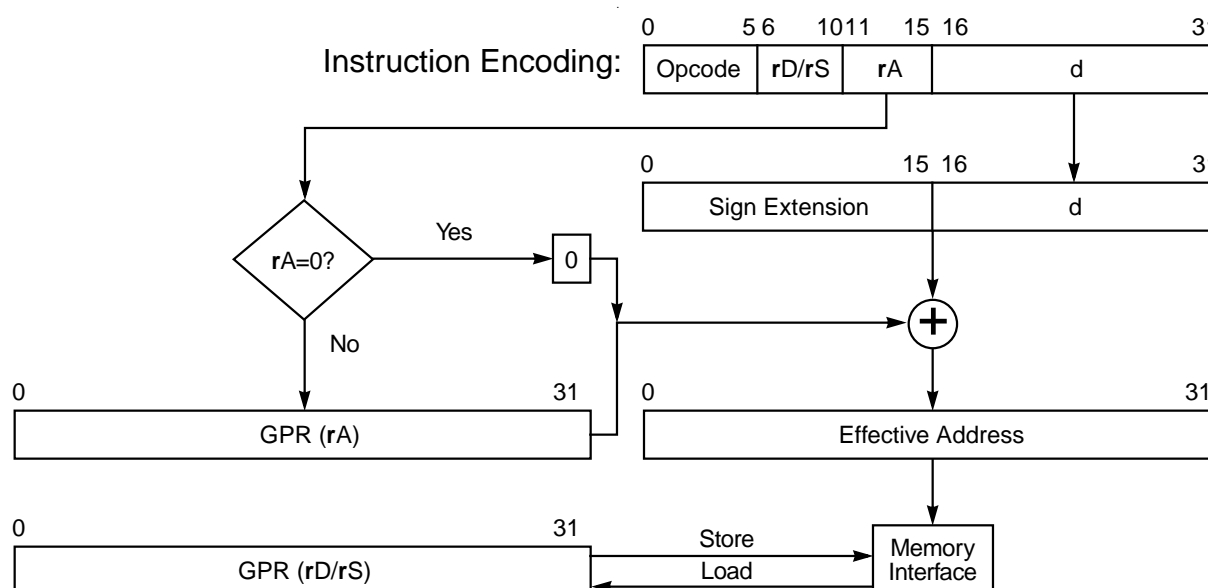 0 5 6 10 11 15 16 31
Instruction Encoding: Opcode rD/rS rA d
0 15 16 31
Sign Extension d
Yes
rA=0? 0
+
No
0 31 0 31
GPR (rA) Effective Address
0 31
Store
GPR (rD/rS) Load Memory
Interface